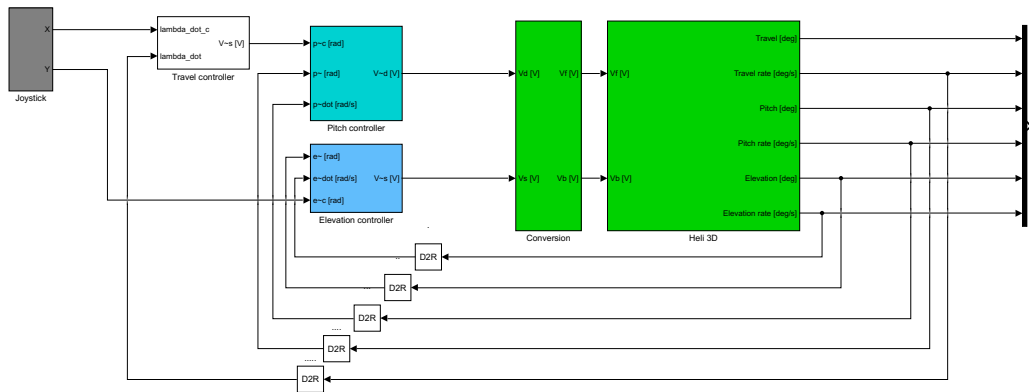 X
Y
Joystick
lambda_dot_c
lambda_dot
V~s [V]
Travel controller
p~c [rad]
p~ [rad]
p~dot [rad/s]
V~d [V]
Pitch controller
e~ [rad]
e~dot [rad/s]
e~c [rad]
V~s [V]
Elevation controller
Vd [V]
Vs [V]
Vf [V]
Vb [V]
Conversion
Vf [V]
Vb [V]
Travel [deg]
Travel rate [deg/s]
Pitch [deg]
Pitch rate [deg/s]
Elevation [deg]
Elevation rate [deg/s]
Heli 3D
.
D2R
..
D2R
...
D2R
....
D2R
.....
D2R